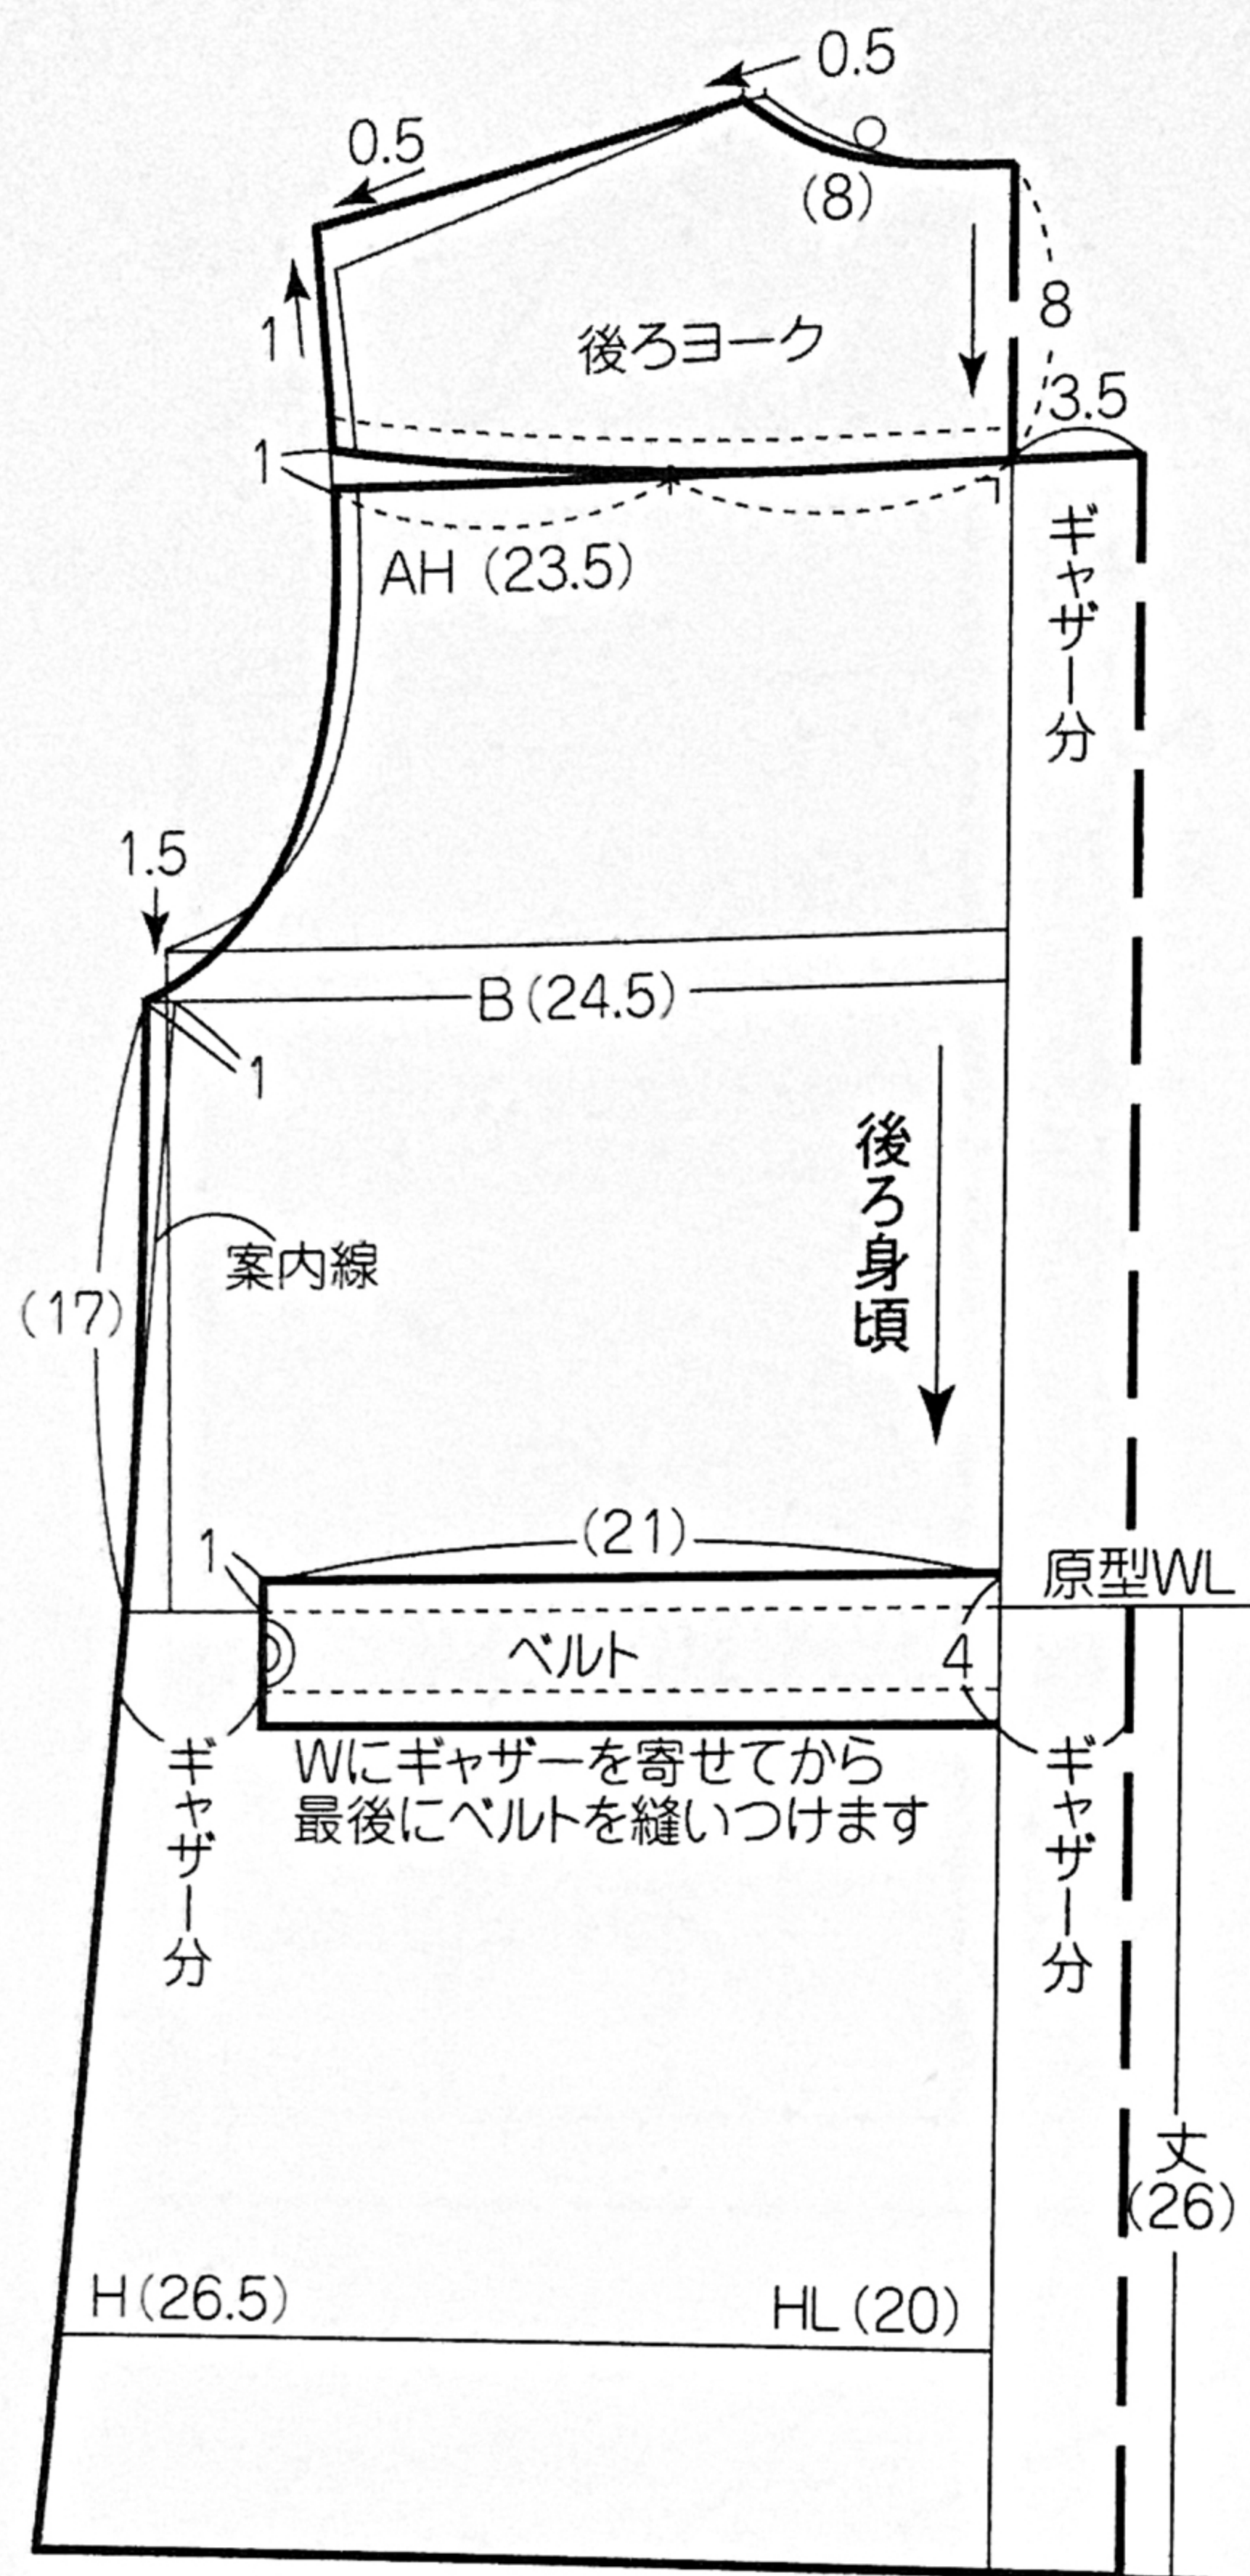 0.5
0.5
○
(8)
1
後ろヨーク
8
3.5
1
AH (23.5)
ギャザー分
1.5
B(24.5)
1
後ろ身頃
案内線
(17)
(21)
1
原型WL
ベルト
4
Wにギャザーを寄せてから
最後にベルトを縫いつけます
ギャザー分
ギャザー分
丈
(26)
H(26.5)
HL(20)